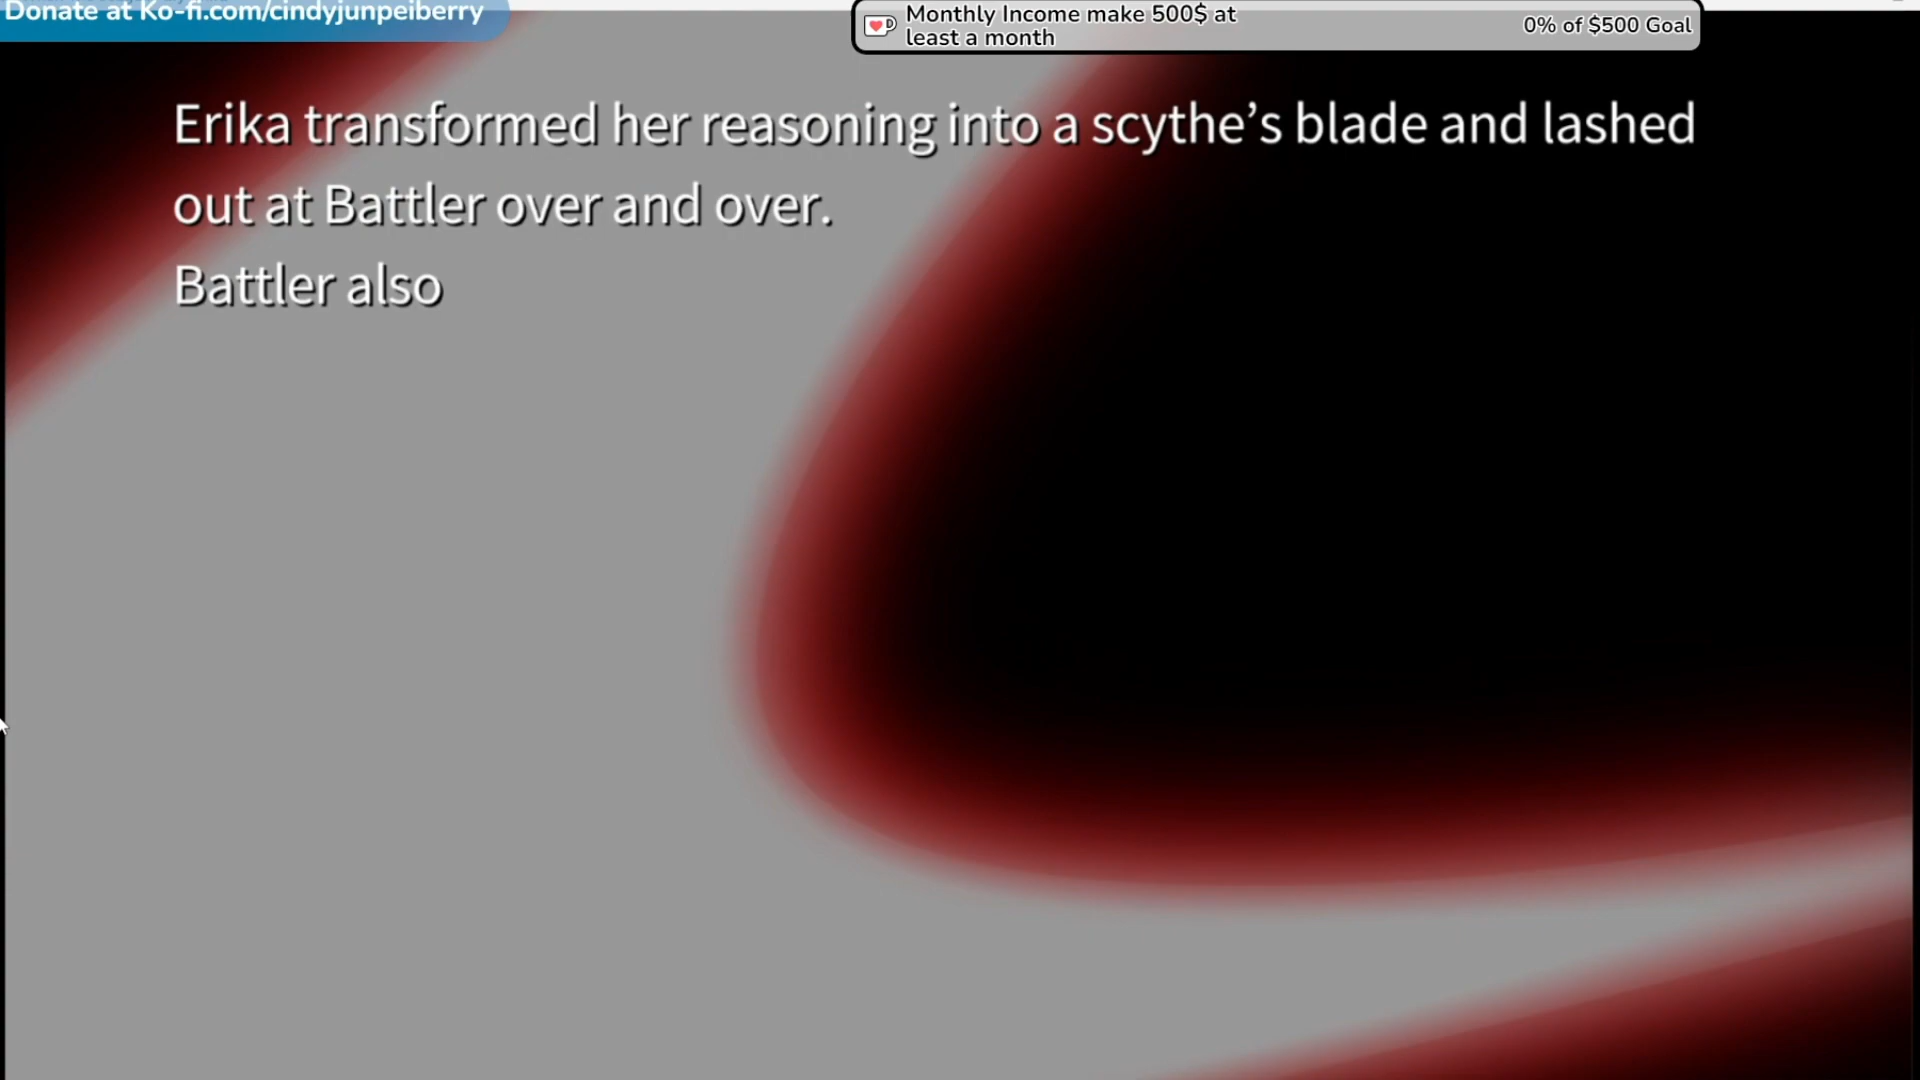 Donate at Ko-fi.com/cindyjunpeiberry
Monthly Income make 500$ at
least a month
0% of $500 Goal
Erika transformed her reasoning into a scythe’s blade and lashed
out at Battler over and over.
Battler also